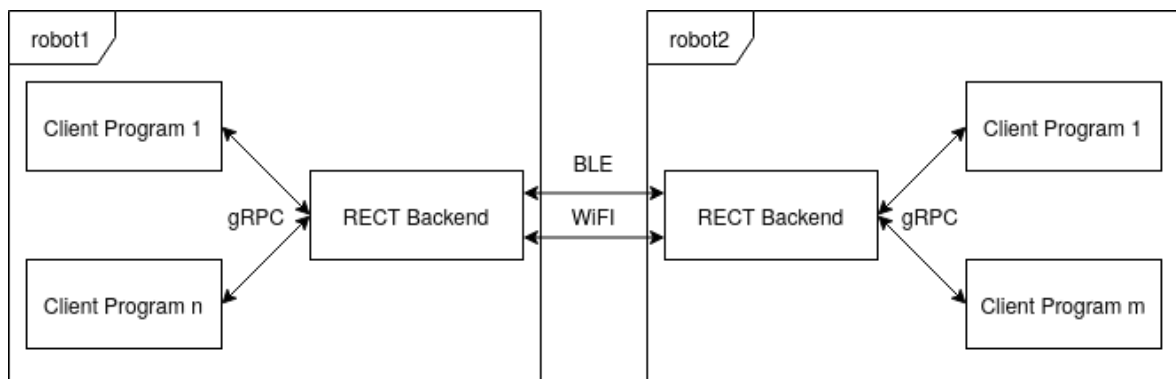 robot1
Client Program 1
gRPC
RECT Backend
Client Program n
BLE
WiFI
robot2
RECT Backend
Client Program 1
gRPC
Client Program m